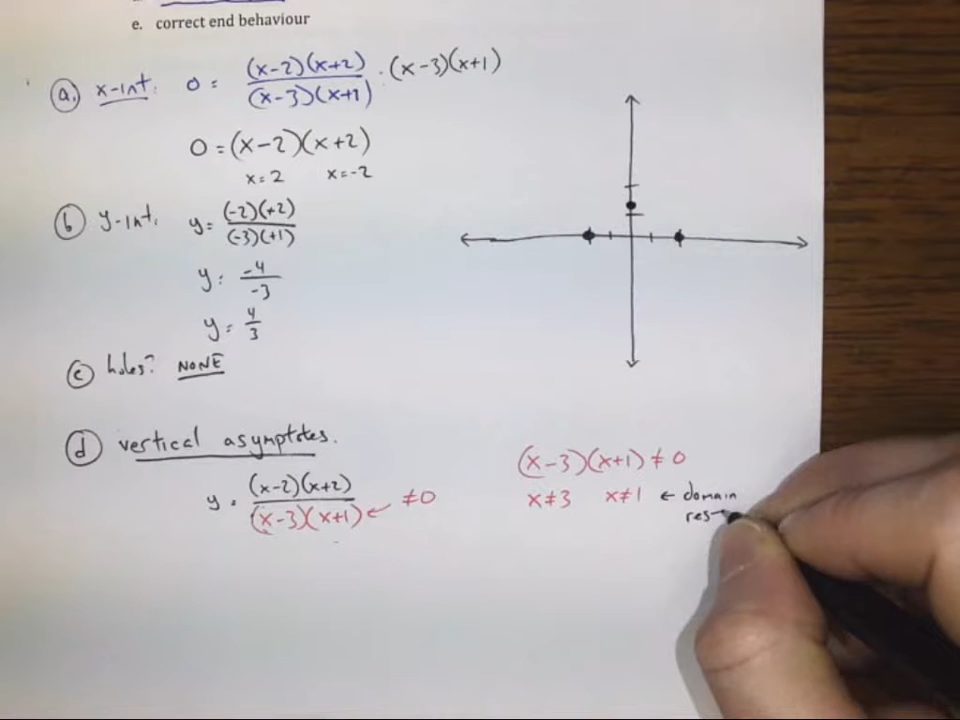 e. correct end behaviour
a. x-int: 0 = (x-2)(x+2) / (x-3)(x+1) · (x-3)(x+1)
0 = (x-2)(x+2)
x = 2 x = -2
b y-int. y = (-2)(+2) / (-3)(+1)
y = -4 / -3
y = 4/3
c holes? NONE
d vertical asymptotes.
y = (x-2)(x+2) / (x-3)(x+1) ← ≠0
(x-3)(x+1) ≠ 0
x≠3 x≠1 ← domain
res